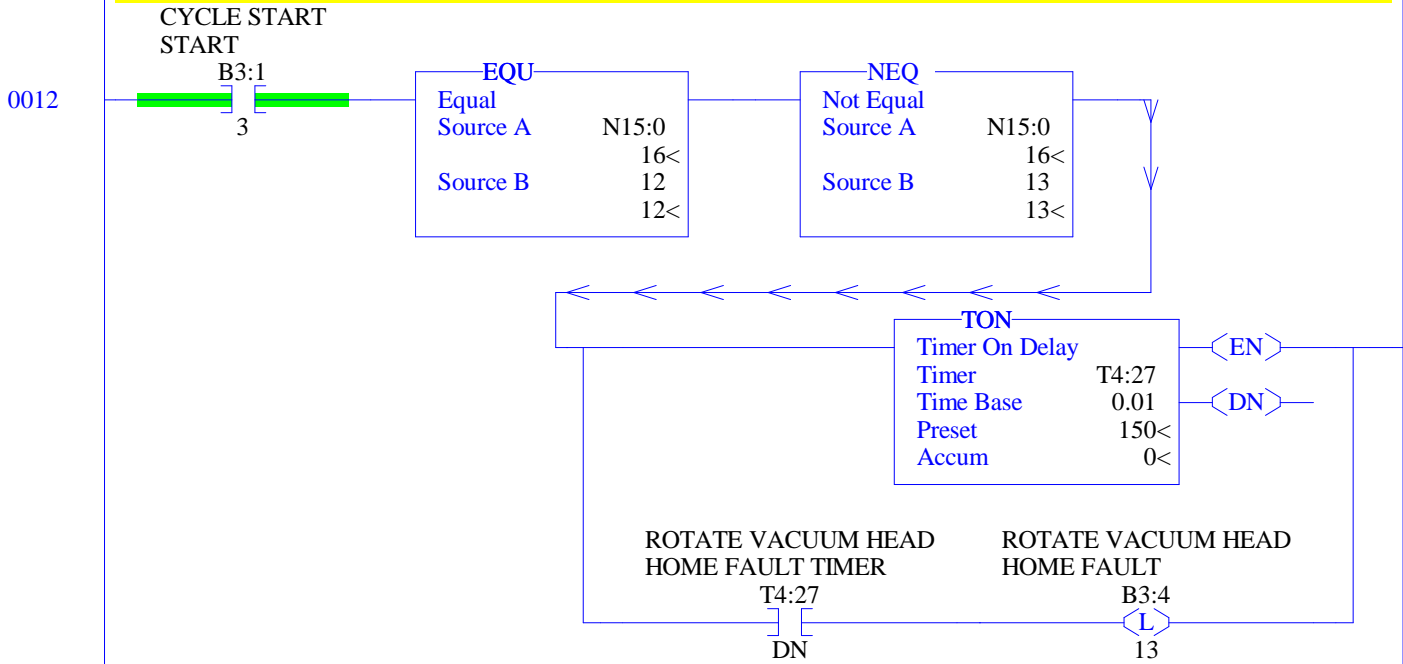 CYCLE START
START
B3:1
0012
3
EQU
Equal
Source A N15:0
16<
Source B 12
12<
NEQ
Not Equal
Source A N15:0
16<
Source B 13
13<
TON
Timer On Delay
Timer T4:27
Time Base 0.01
Preset 150<
Accum 0<
EN
DN
ROTATE VACUUM HEAD
HOME FAULT TIMER
T4:27
DN
ROTATE VACUUM HEAD
HOME FAULT
B3:4
L
13